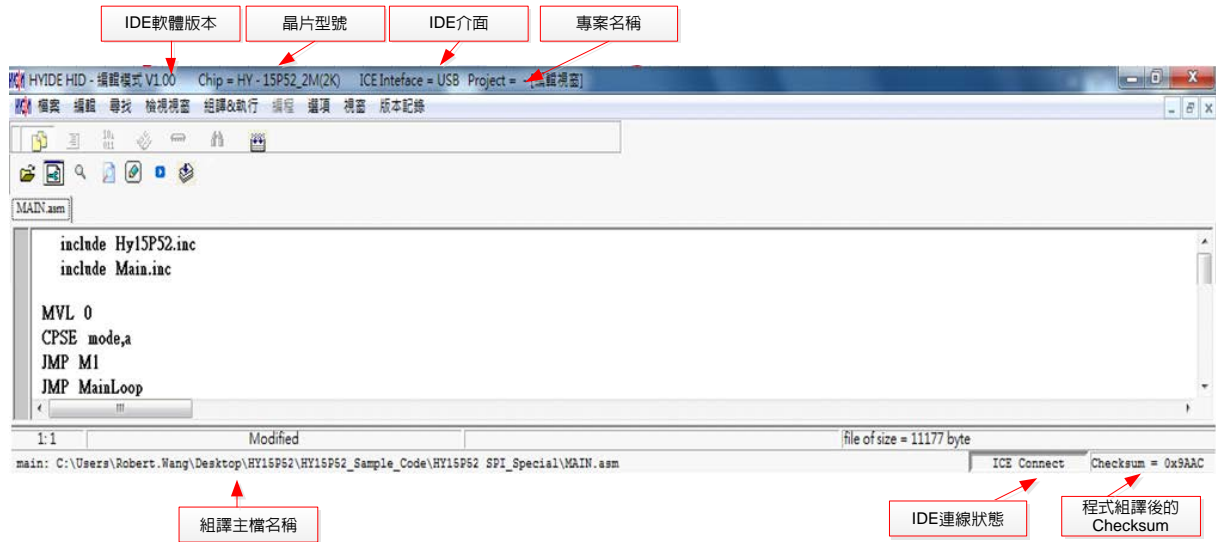 IDE軟體版本
晶片型號
IDE介面
專案名稱
HYIDE HID - 編輯模式 V1.00 Chip = HY - 15P52_2M(2K) ICE Inteface = USB Project = - [編輯視窗]
檔案 編輯 尋找 檢視視窗 組譯&執行 編程 選項 視窗 版本記錄
MAIN.asm
include Hy15P52.inc
include Main.inc
MVL 0
CPSE mode,a
JMP M1
JMP MainLoop
1:1 Modified file of size = 11177 byte
main: C:\Users\Robert.Wang\Desktop\HY15P52\HY15P52_Sample_Code\HY15P52 SPI_Special\MAIN.asm ICE Connect Checksum = 0x9AAC
組譯主檔名稱
IDE連線狀態
程式組譯後的
Checksum